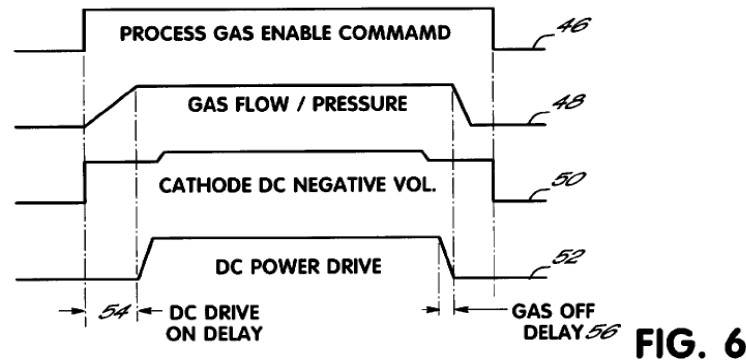 PROCESS GAS ENABLE COMMAMD 46
GAS FLOW / PRESSURE 48
CATHODE DC NEGATIVE VOL. 50
DC POWER DRIVE 52
54 DC DRIVE
ON DELAY
GAS OFF
DELAY 56
FIG. 6